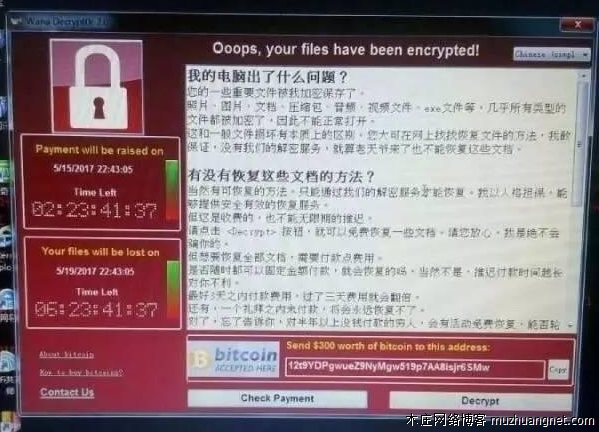 Wana Decrypt0r 2.0
Ooops, your files have been encrypted!
Chinese (simpl
Payment will be raised on
5/15/2017 22:43:05
Time Left
02:23:41:37
Your files will be lost on
5/19/2017 22:43:05
Time Left
06:23:41:37
About bitcoin
How to buy bitcoins?
Contact Us
我的电脑出了什么问题？
您的一些重要文件被我加密保存了。
照片、图片、文档、压缩包、音频、视频文件、exe文件等，几乎所有类型的
文件都被加密了，因此不能正常打开。
这和一般文件损坏有本质上的区别。您大可在网上找找恢复文件的方法，我敢
保证，没有我们的解密服务，就算老天爷来了也不能恢复这些文档。
有没有恢复这些文档的方法？
当然有可恢复的方法。只能通过我们的解密服务才能恢复。我以人格担保，能
够提供安全有效的恢复服务。
但这是收费的，也不能无限期的推迟。
请点击 <Decrypt> 按钮，就可以免费恢复一些文档。请您放心，我是绝不会
骗你的。
但想要恢复全部文档，需要付款点费用。
是否随时都可以固定金额付款，就会恢复的吗，当然不是，推迟付款时间越长
对你不利。
最好3天之内付款费用，过了三天费用就会翻倍。
还有，一个礼拜之内未付款，将会永远恢复不了。
对了，忘了告诉你，对半年以上没钱付款的穷人，会有活动免费恢复，能否轮
bitcoin
ACCEPTED HERE
Send $300 worth of bitcoin to this address:
12t9YDPgwueZ9NyMgw519p7AA8isjr6SMw
Copy
Check Payment
Decrypt
木庄网络博客 muzhuangnet.com